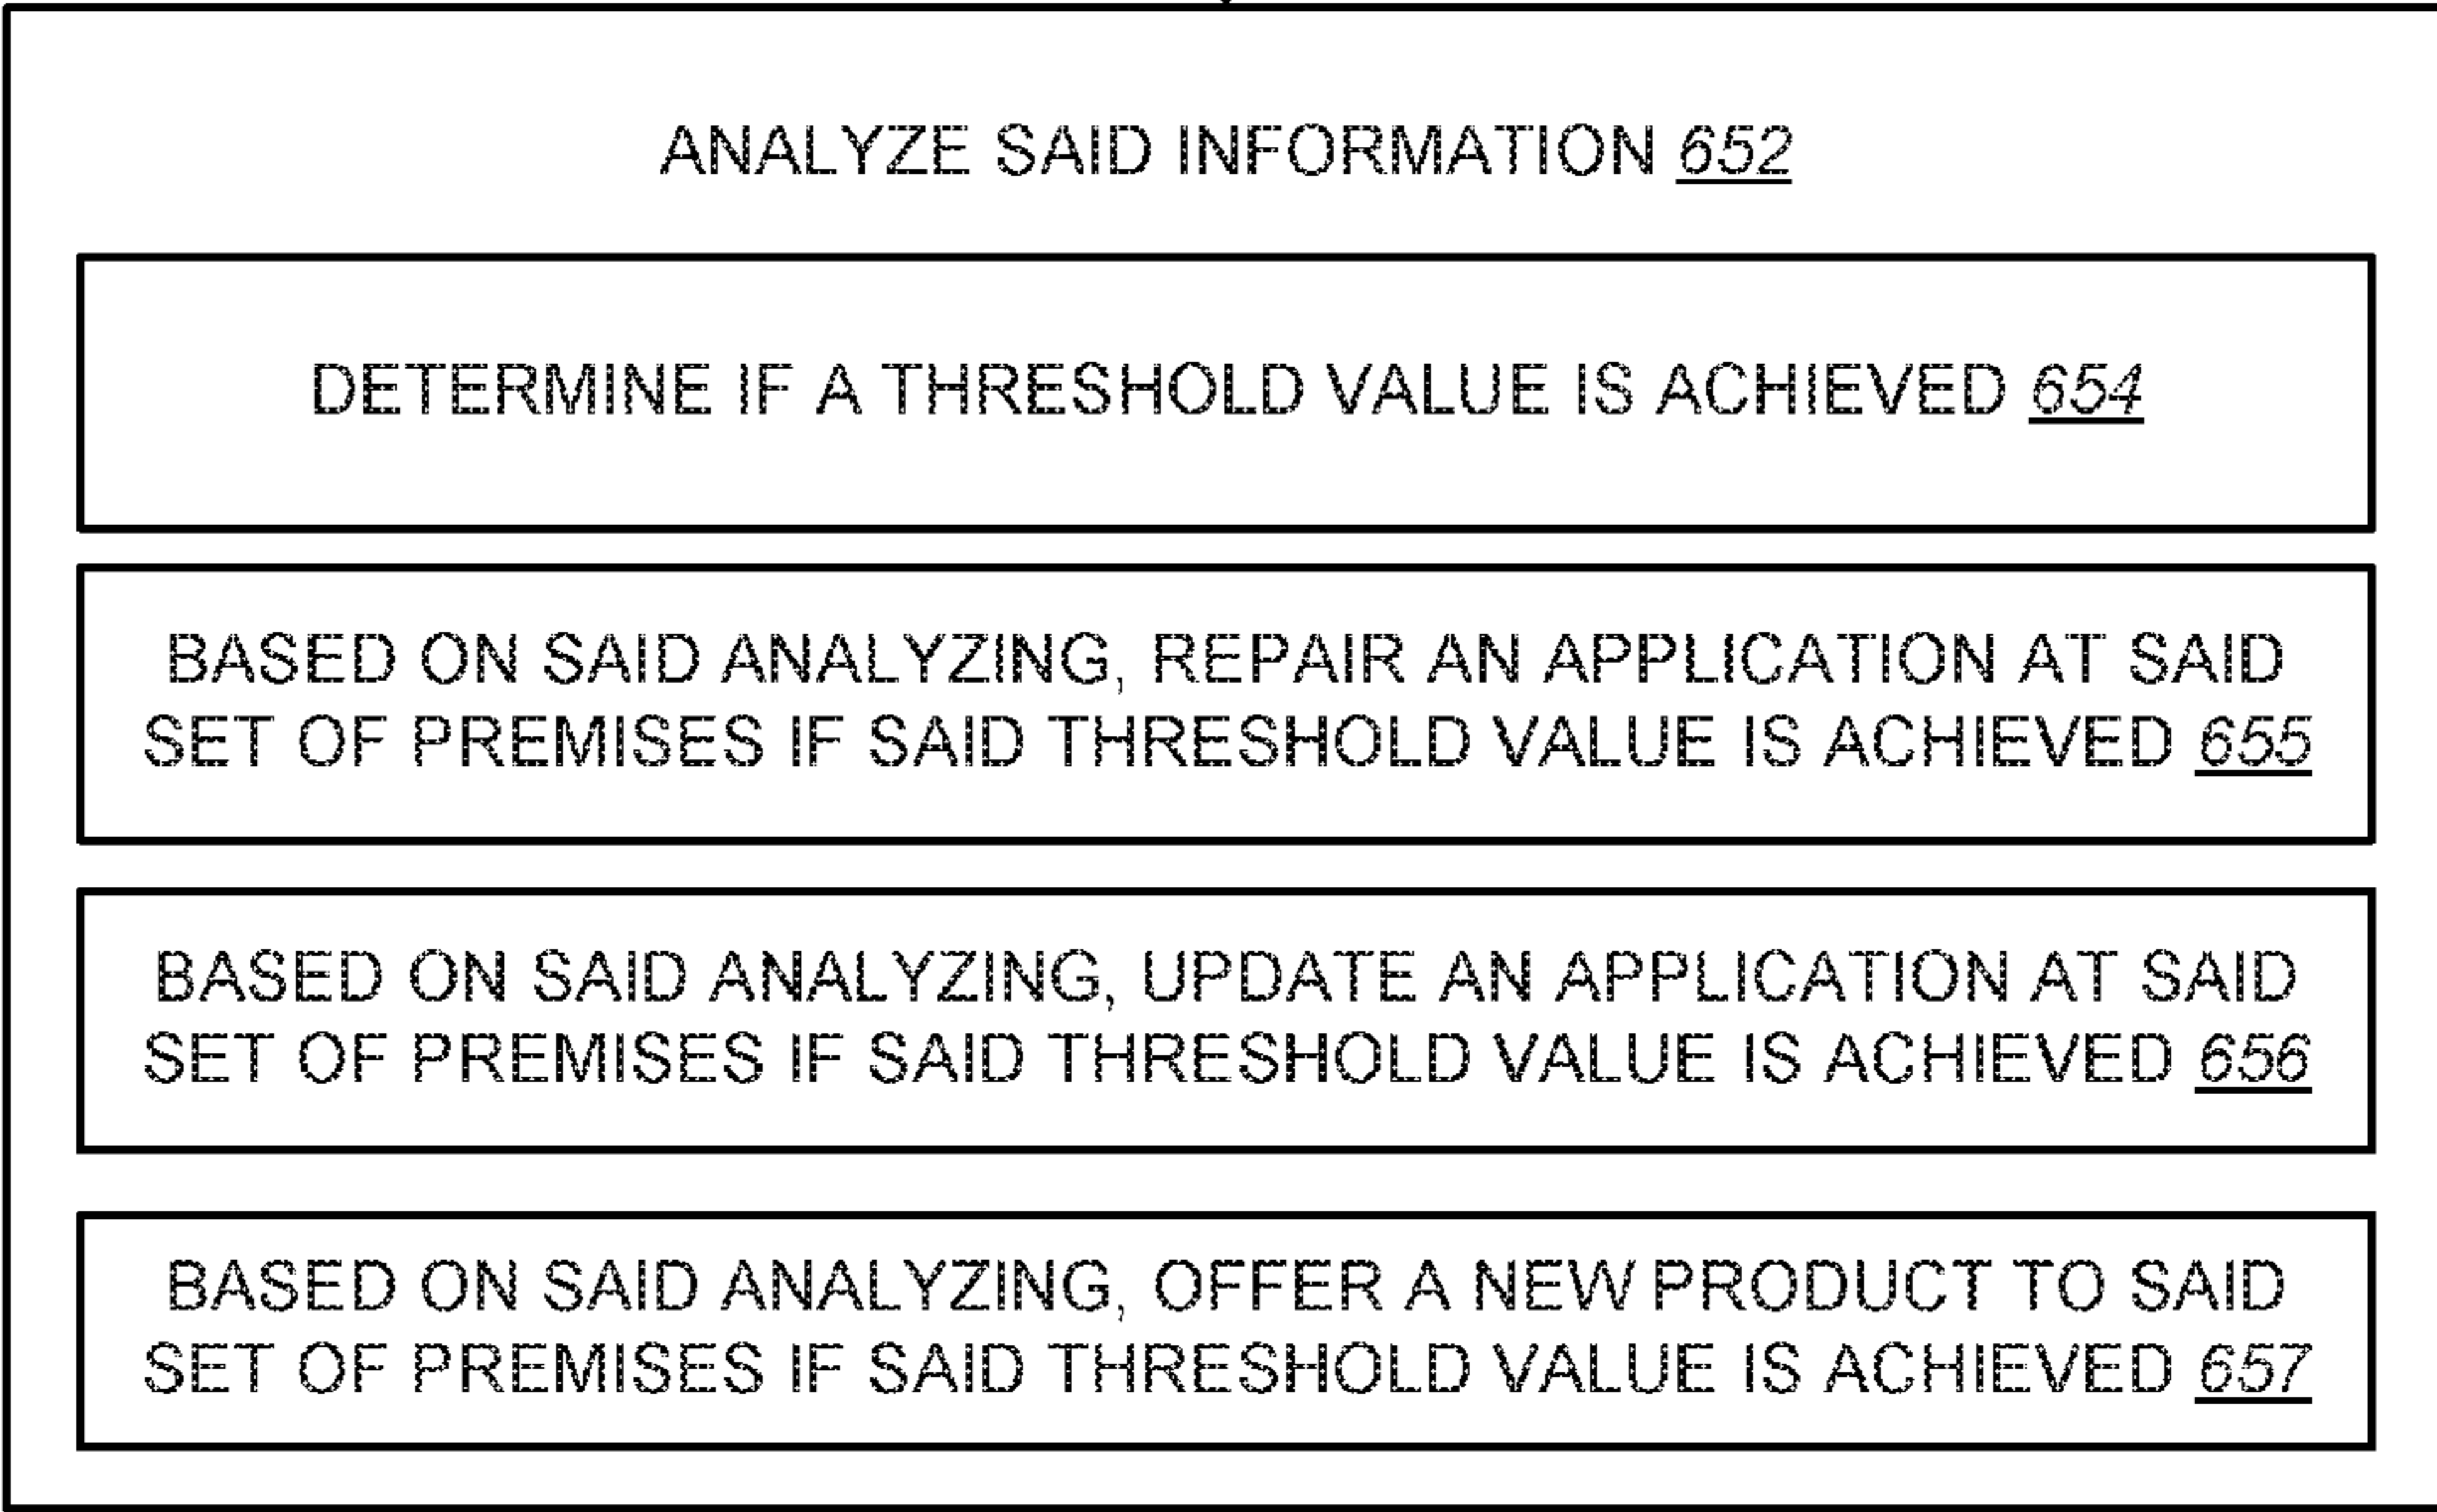 ANALYZE SAID INFORMATION 652
DETERMINE IF A THRESHOLD VALUE IS ACHIEVED 654
BASED ON SAID ANALYZING, REPAIR AN APPLICATION AT SAID
SET OF PREMISES IF SAID THRESHOLD VALUE IS ACHIEVED 655
BASED ON SAID ANALYZING, UPDATE AN APPLICATION AT SAID
SET OF PREMISES IF SAID THRESHOLD VALUE IS ACHIEVED 656
BASED ON SAID ANALYZING, OFFER A NEW PRODUCT TO SAID
SET OF PREMISES IF SAID THRESHOLD VALUE IS ACHIEVED 657